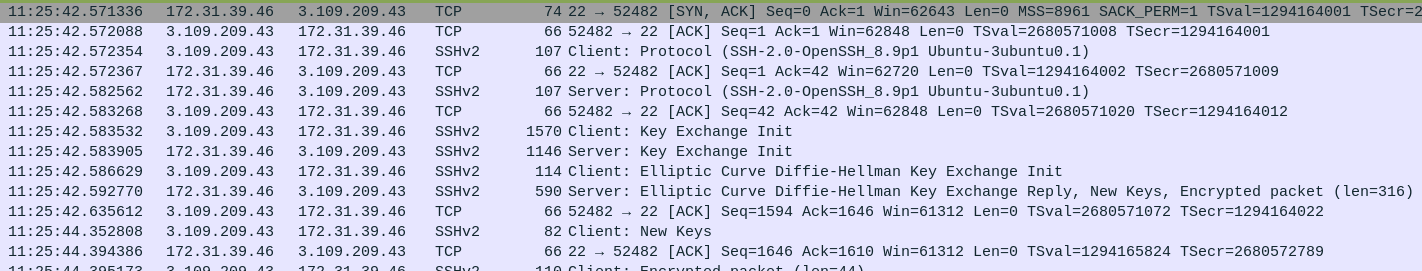 11:25:42.571336 172.31.39.46 3.109.209.43 TCP 74 22 → 52482 [SYN, ACK] Seq=0 Ack=1 Win=62643 Len=0 MSS=8961 SACK_PERM=1 TSval=1294164001 TSecr=2
11:25:42.572088 3.109.209.43 172.31.39.46 TCP 66 52482 → 22 [ACK] Seq=1 Ack=1 Win=62848 Len=0 TSval=2680571008 TSecr=1294164001
11:25:42.572354 3.109.209.43 172.31.39.46 SSHv2 107 Client: Protocol (SSH-2.0-OpenSSH_8.9p1 Ubuntu-3ubuntu0.1)
11:25:42.572367 172.31.39.46 3.109.209.43 TCP 66 22 → 52482 [ACK] Seq=1 Ack=42 Win=62720 Len=0 TSval=1294164002 TSecr=2680571009
11:25:42.582562 172.31.39.46 3.109.209.43 SSHv2 107 Server: Protocol (SSH-2.0-OpenSSH_8.9p1 Ubuntu-3ubuntu0.1)
11:25:42.583268 3.109.209.43 172.31.39.46 TCP 66 52482 → 22 [ACK] Seq=42 Ack=42 Win=62848 Len=0 TSval=2680571020 TSecr=1294164012
11:25:42.583532 3.109.209.43 172.31.39.46 SSHv2 1570 Client: Key Exchange Init
11:25:42.583905 172.31.39.46 3.109.209.43 SSHv2 1146 Server: Key Exchange Init
11:25:42.586629 3.109.209.43 172.31.39.46 SSHv2 114 Client: Elliptic Curve Diffie-Hellman Key Exchange Init
11:25:42.592770 172.31.39.46 3.109.209.43 SSHv2 590 Server: Elliptic Curve Diffie-Hellman Key Exchange Reply, New Keys, Encrypted packet (len=316)
11:25:42.635612 3.109.209.43 172.31.39.46 TCP 66 52482 → 22 [ACK] Seq=1594 Ack=1646 Win=61312 Len=0 TSval=2680571072 TSecr=1294164022
11:25:44.352808 3.109.209.43 172.31.39.46 SSHv2 82 Client: New Keys
11:25:44.394386 172.31.39.46 3.109.209.43 TCP 66 22 → 52482 [ACK] Seq=1646 Ack=1610 Win=61312 Len=0 TSval=1294165824 TSecr=2680572789
11:25:44.395173 3.109.209.43 172.31.39.46 SSHv2 110 Client: Encrypted packet (len=44)